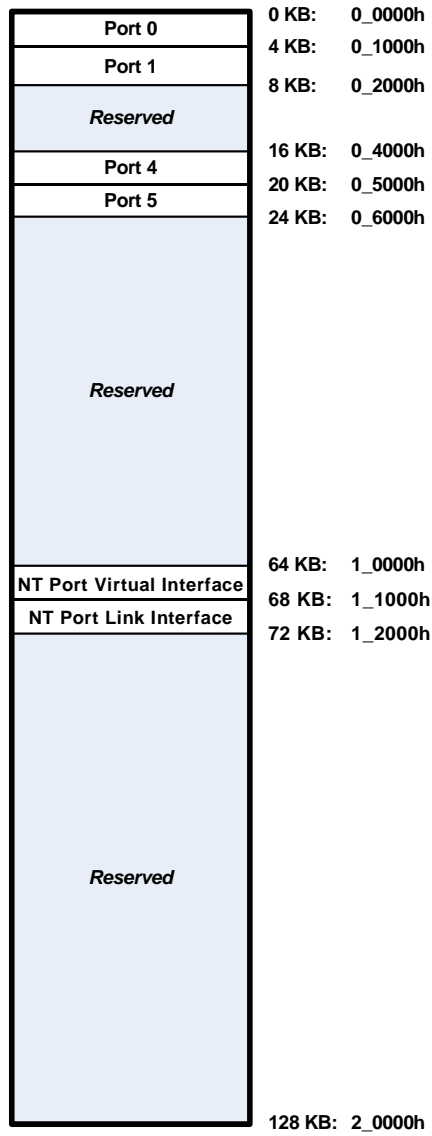 0 KB: 0_0000h
Port 0
4 KB: 0_1000h
Port 1
8 KB: 0_2000h
Reserved
16 KB: 0_4000h
Port 4
20 KB: 0_5000h
Port 5
24 KB: 0_6000h
Reserved
64 KB: 1_0000h
NT Port Virtual Interface
68 KB: 1_1000h
NT Port Link Interface
72 KB: 1_2000h
Reserved
128 KB: 2_0000h